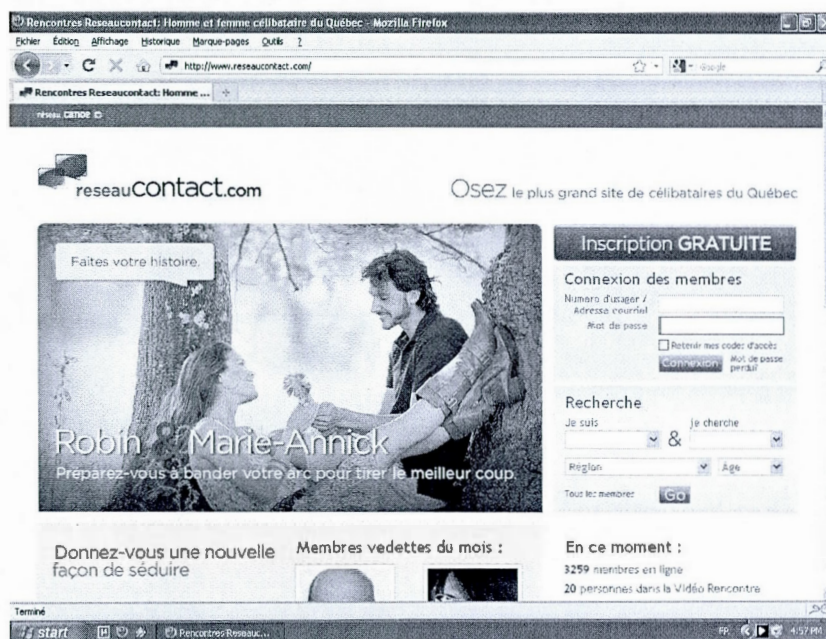 Rencontres Reseaucontact: Homme et femme célibataire du Québec - Mozilla Firefox
Fichier Édition Affichage Historique Marque-pages Outils ?
http://www.reseaucontact.com/
Google
Rencontres Reseaucontact: Homme ...
réseau canoe
reseaucontact.com
Osez le plus grand site de célibataires du Québec
Faites votre histoire.
Robin & Marie-Annick
Préparez-vous à bander votre arc pour tirer le meilleur coup.
Inscription GRATUITE
Connexion des membres
Numéro d'usager /
Adresse courriel
Mot de passe
Retenir mes codes d'accès
Connexion
Mot de passe
perdu?
Recherche
Je suis
Je cherche
&
Région
Âge
Tous les membres
Go
Donnez-vous une nouvelle
façon de séduire
Membres vedettes du mois :
En ce moment :
3259 membres en ligne
20 personnes dans la Vidéo Rencontre
Terminé
start
Rencontres Reseauc...
FR
4:57 PM